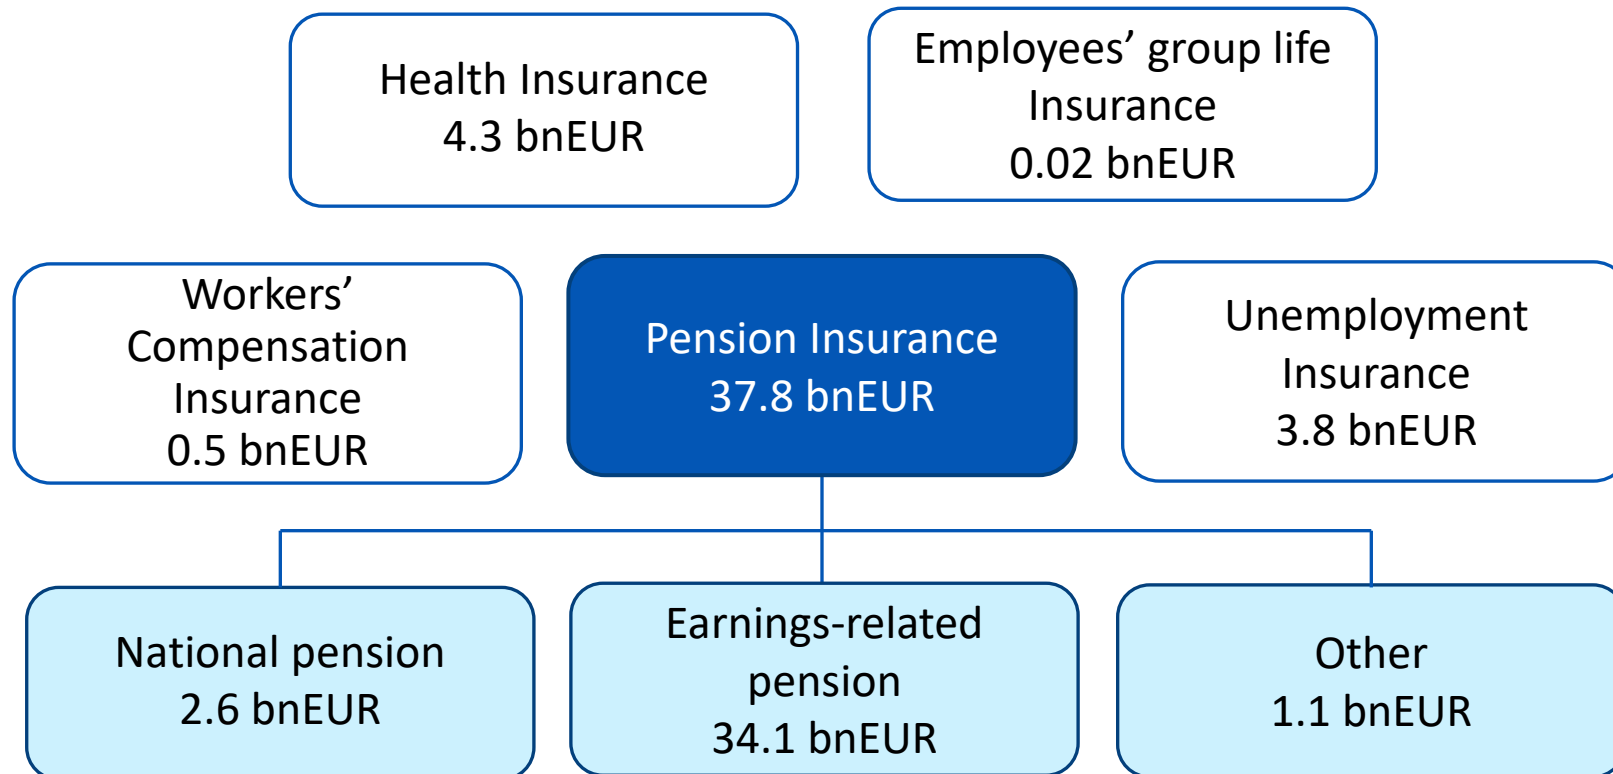 Health Insurance
4.3 bnEUR
Employees’ group life
Insurance
0.02 bnEUR
Workers’
Compensation
Insurance
0.5 bnEUR
Pension Insurance
37.8 bnEUR
Unemployment
Insurance
3.8 bnEUR
National pension
2.6 bnEUR
Earnings-related
pension
34.1 bnEUR
Other
1.1 bnEUR